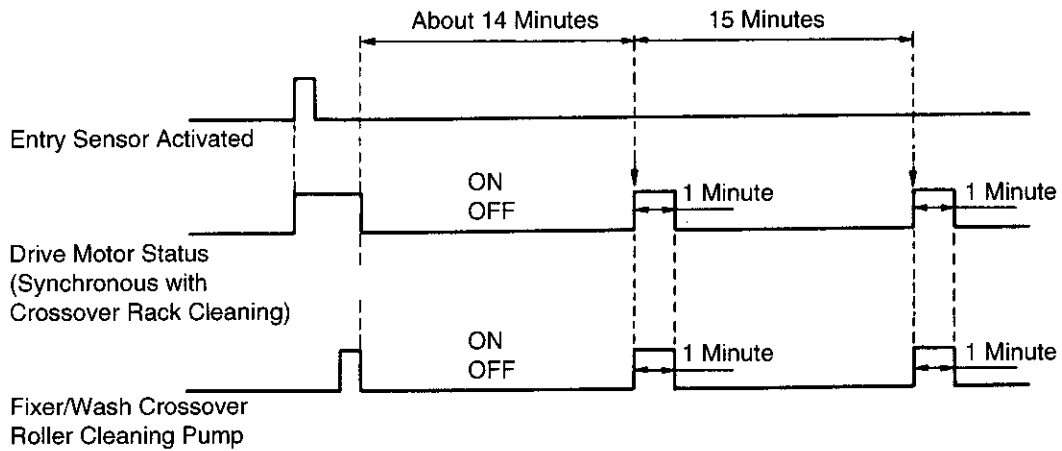 About 14 Minutes
15 Minutes
Entry Sensor Activated
ON
OFF
1 Minute
1 Minute
Drive Motor Status
(Synchronous with
Crossover Rack Cleaning)
ON
OFF
1 Minute
1 Minute
Fixer/Wash Crossover
Roller Cleaning Pump